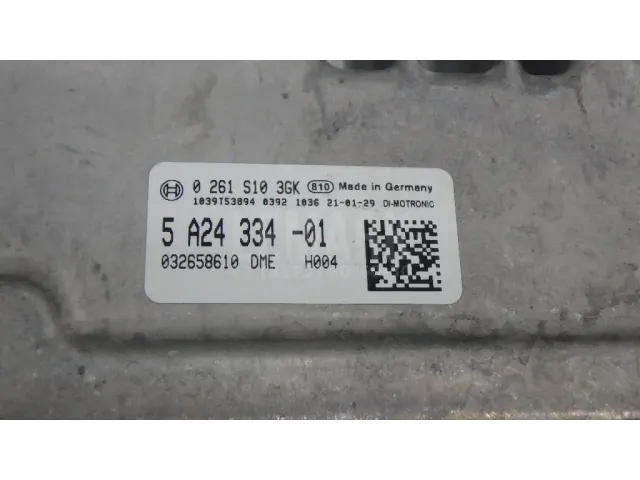 0 261 S10 3GK 810 Made in Germany
1039T53894 0392 1036 21-01-29 DI-MOTRONIC
5 A24 334 -01
032658610 DME H004